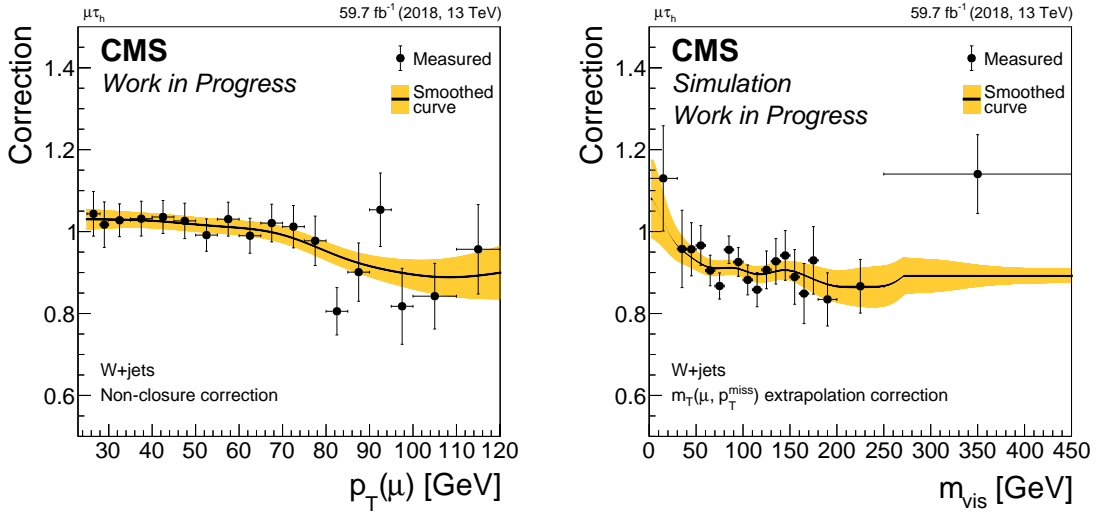 μτh 59.7 fb⁻¹ (2018, 13 TeV)
CMS
Work in Progress
Measured
Smoothed
curve
Correction
1.4
1.2
1
0.8
0.6
W+jets
Non-closure correction
30 40 50 60 70 80 90 100 110 120
pT(μ) [GeV]
μτh 59.7 fb⁻¹ (2018, 13 TeV)
CMS
Simulation
Work in Progress
Measured
Smoothed
curve
Correction
1.4
1.2
1
0.8
0.6
W+jets
mT(μ, pTmiss) extrapolation correction
0 50 100 150 200 250 300 350 400 450
mvis [GeV]